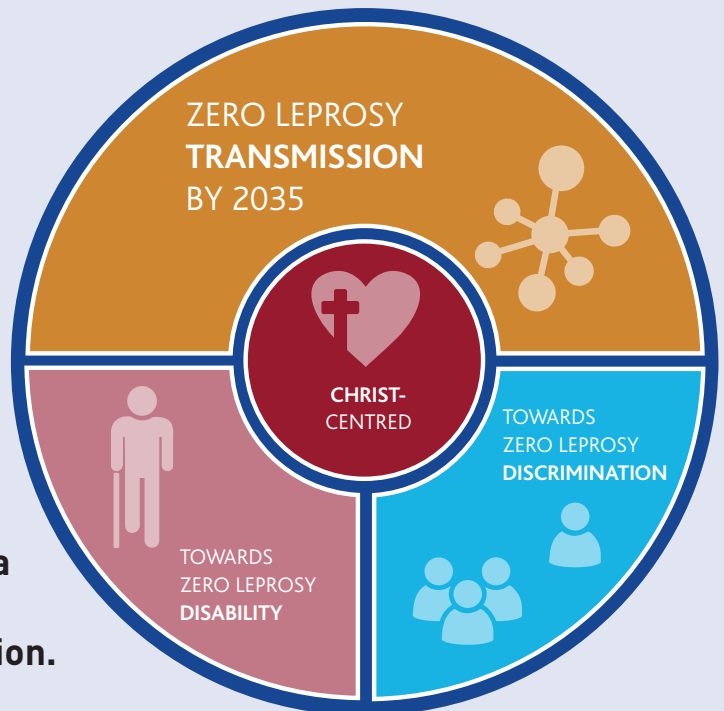 ZERO LEPROSY
TRANSMISSION
BY 2035
CHRIST-
CENTRED
TOWARDS
ZERO LEPROSY
DISCRIMINATION
TOWARDS
ZERO LEPROSY
DISABILITY
a
ion.